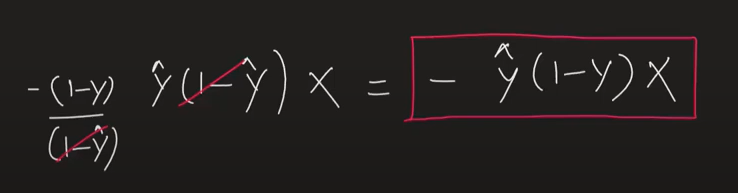 -(1-y)/(1-ŷ) ŷ(1-ŷ) X = - ŷ(1-y)X